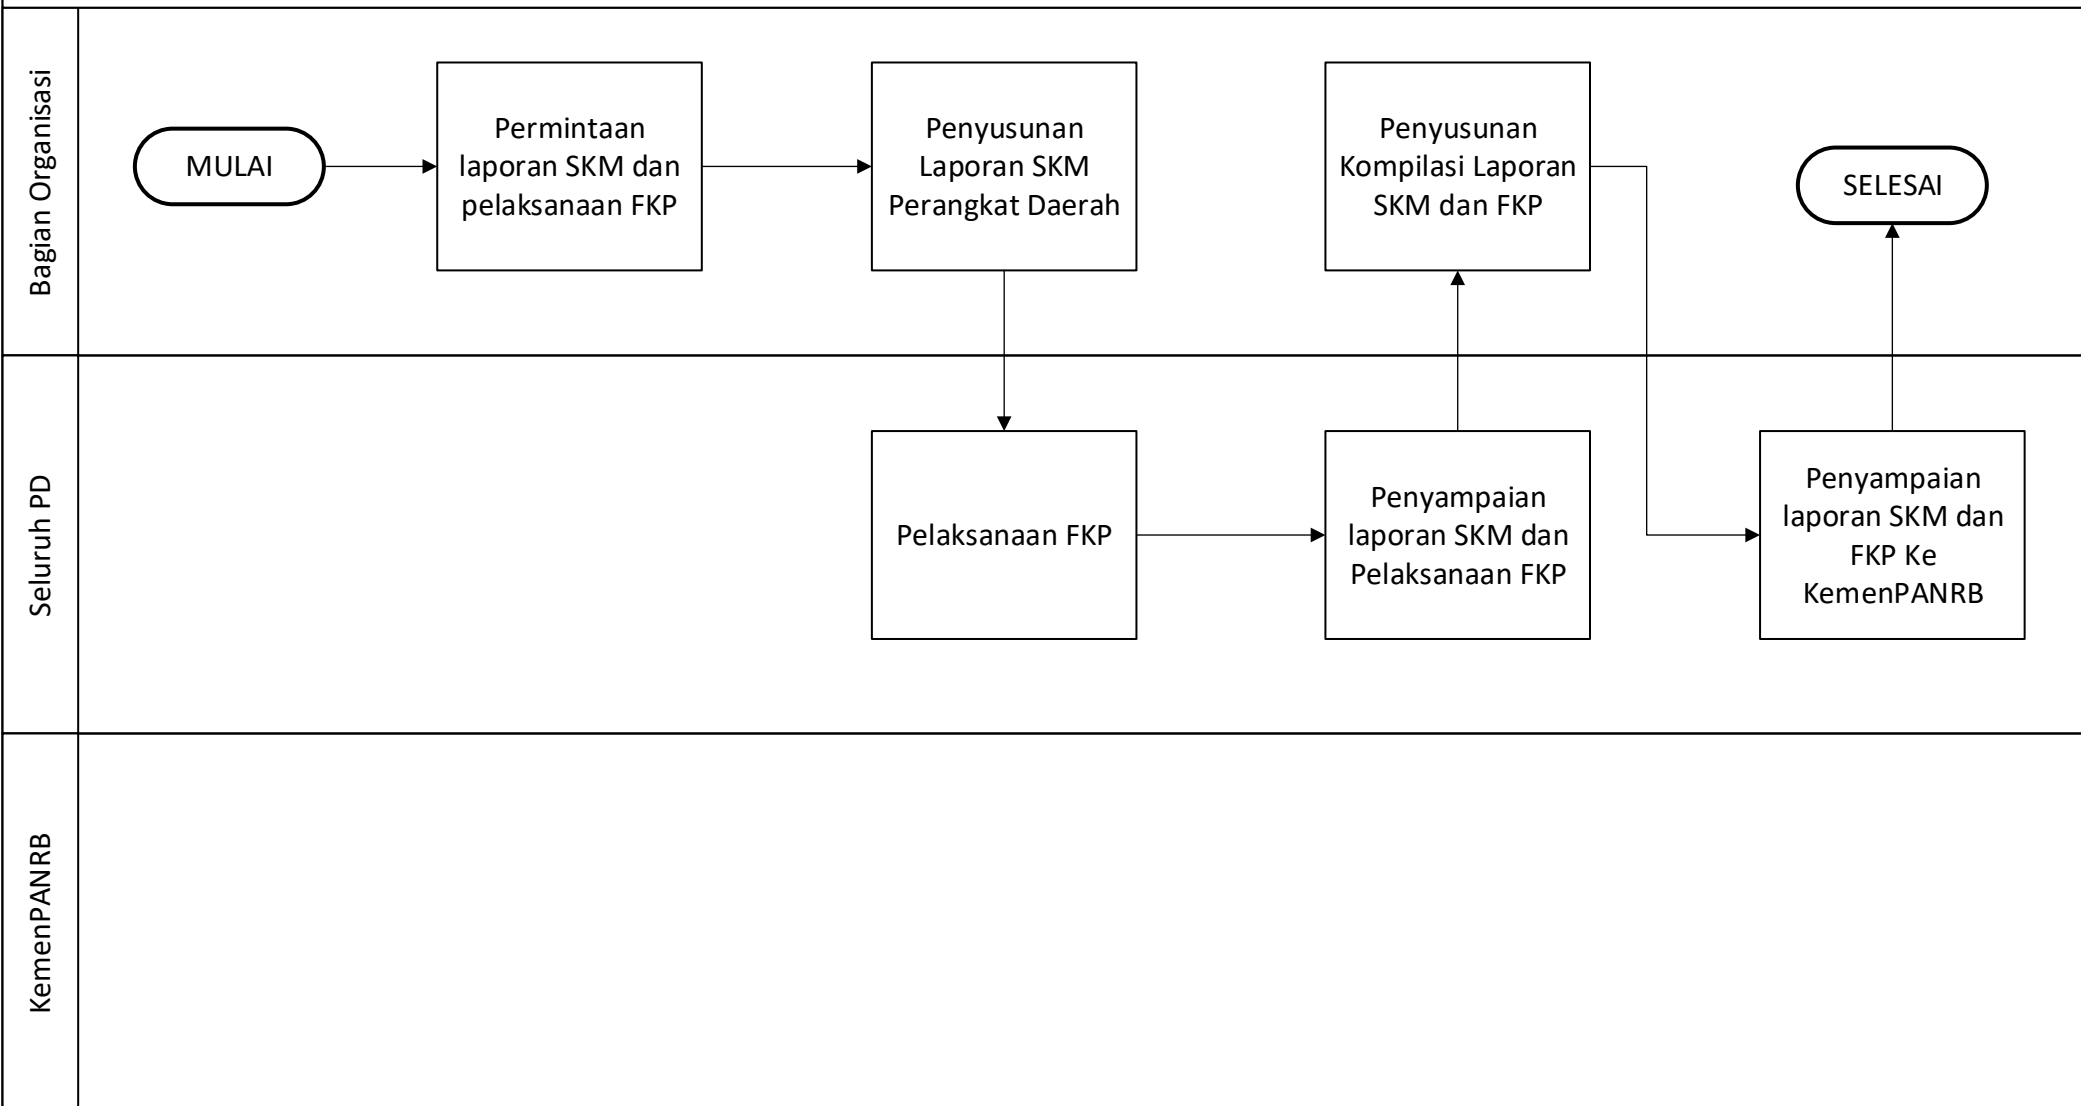 Bagian Organisasi
MULAI
Permintaan
laporan SKM dan
pelaksanaan FKP
Penyusunan
Laporan SKM
Perangkat Daerah
Penyusunan
Kompilasi Laporan
SKM dan FKP
SELESAI
Seluruh PD
Pelaksanaan FKP
Penyampaian
laporan SKM dan
Pelaksanaan FKP
Penyampaian
laporan SKM dan
FKP Ke
KemenPANRB
KemenPANRB